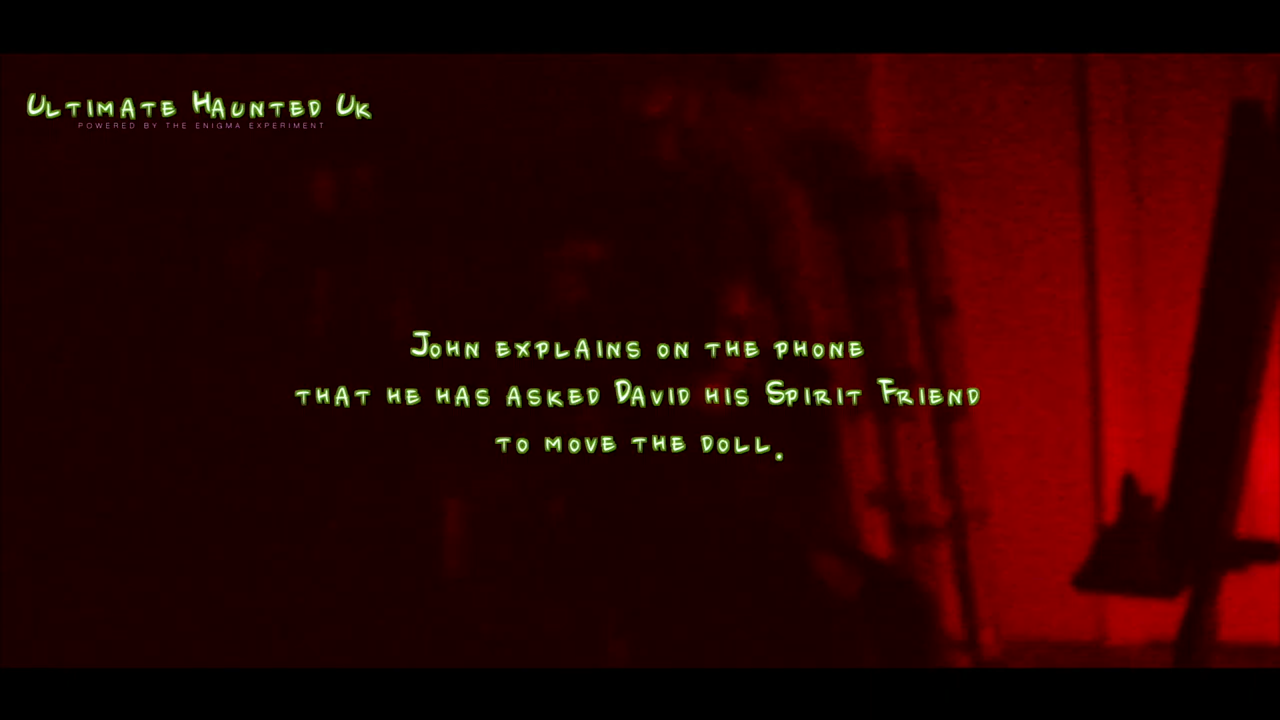 Ultimate Haunted Uk
POWERED BY THE ENIGMA EXPERIMENT
John explains on the phone
that he has asked David his Spirit Friend
to move the doll.